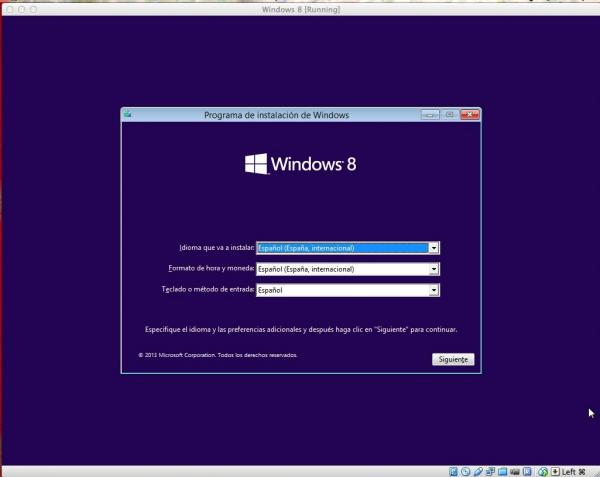 Windows 8 [Running]
Programa de instalación de Windows
Windows 8
Idioma que va a instalar: Español (España, internacional)
Formato de hora y moneda: Español (España, internacional)
Teclado o método de entrada: Español
Especifique el idioma y las preferencias adicionales y después haga clic en "Siguiente" para continuar.
© 2013 Microsoft Corporation. Todos los derechos reservados.
Siguiente
Left ⌘